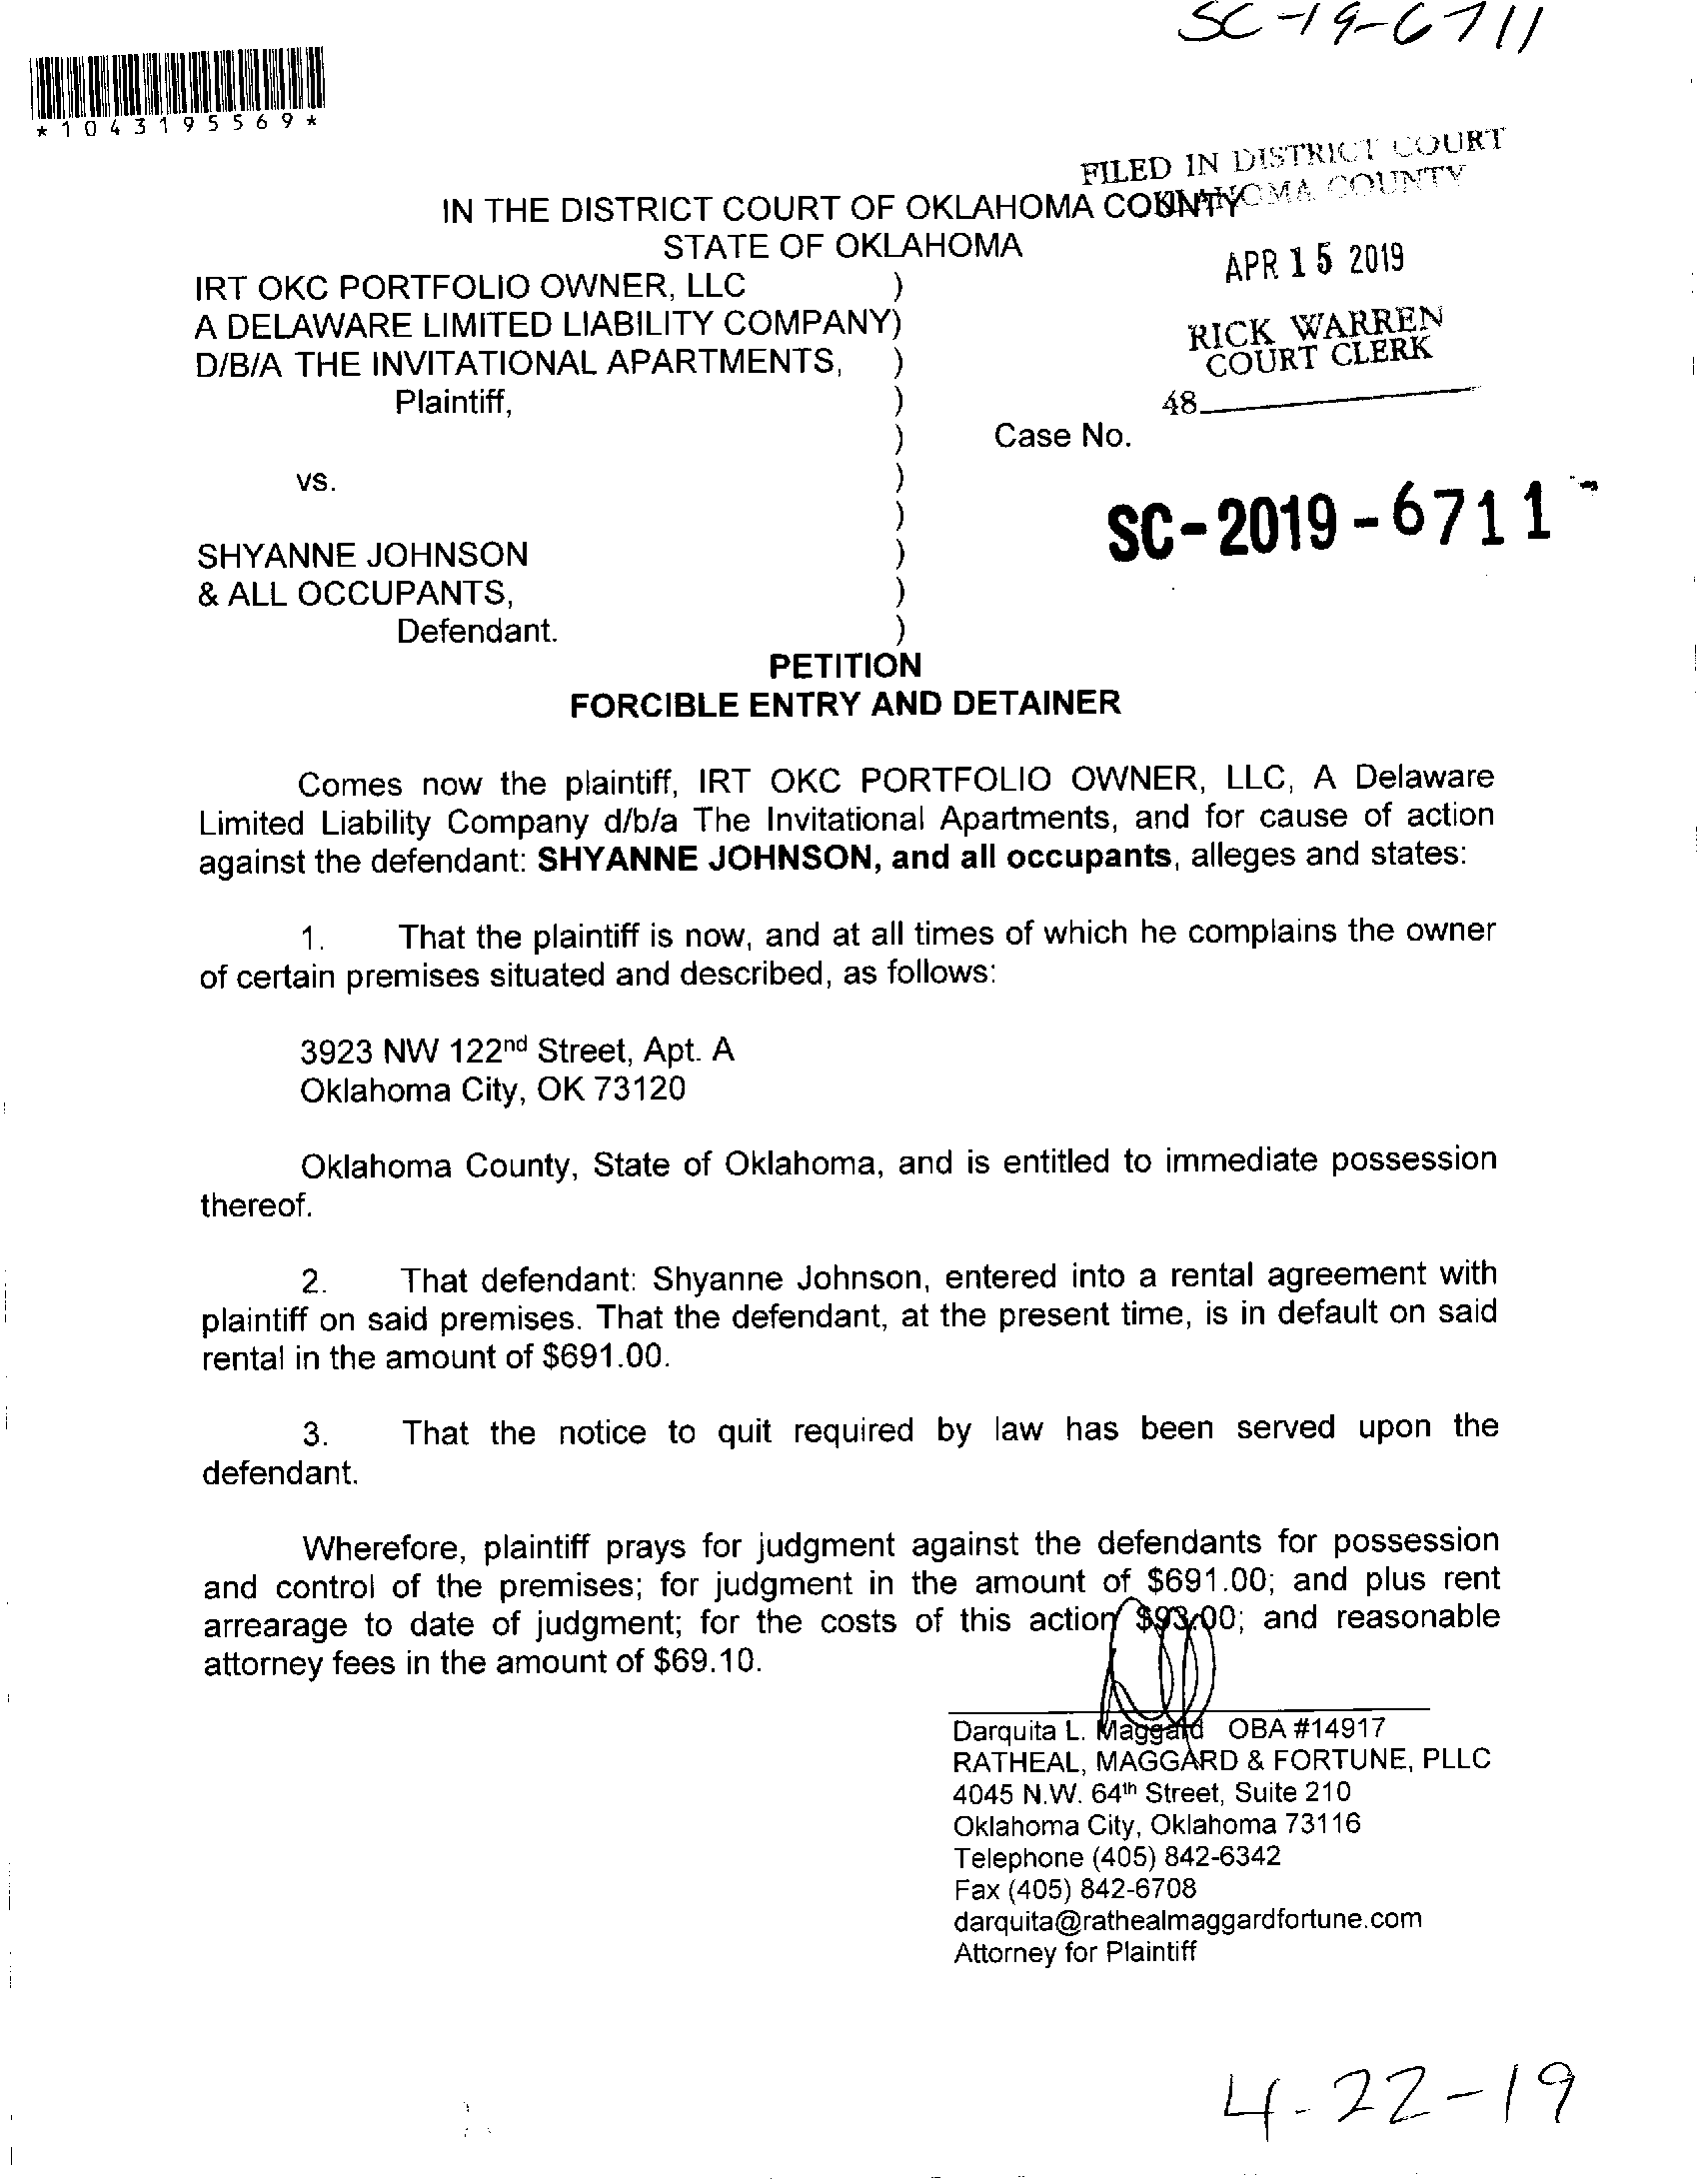 SC-19-6711
*1043195569*
FILED IN DISTRICT COURT
OKLAHOMA COUNTY
IN THE DISTRICT COURT OF OKLAHOMA COUNTY
STATE OF OKLAHOMA
APR 15 2019
IRT OKC PORTFOLIO OWNER, LLC )
A DELAWARE LIMITED LIABILITY COMPANY)
RICK WARREN
COURT CLERK
D/B/A THE INVITATIONAL APARTMENTS, )
Plaintiff, )
48
) Case No.
vs. )
)
SC-2019-6711
SHYANNE JOHNSON )
& ALL OCCUPANTS, )
Defendant. )
PETITION
FORCIBLE ENTRY AND DETAINER
Comes now the plaintiff, IRT OKC PORTFOLIO OWNER, LLC, A Delaware
Limited Liability Company d/b/a The Invitational Apartments, and for cause of action
against the defendant: SHYANNE JOHNSON, and all occupants, alleges and states:
1. That the plaintiff is now, and at all times of which he complains the owner
of certain premises situated and described, as follows:
3923 NW 122nd Street, Apt. A
Oklahoma City, OK 73120
Oklahoma County, State of Oklahoma, and is entitled to immediate possession
thereof.
2. That defendant: Shyanne Johnson, entered into a rental agreement with
plaintiff on said premises. That the defendant, at the present time, is in default on said
rental in the amount of $691.00.
3. That the notice to quit required by law has been served upon the
defendant.
Wherefore, plaintiff prays for judgment against the defendants for possession
and control of the premises; for judgment in the amount of $691.00; and plus rent
arrearage to date of judgment; for the costs of this action $93.00; and reasonable
attorney fees in the amount of $69.10.
Darquita L. Maggard OBA #14917
RATHEAL, MAGGARD & FORTUNE, PLLC
4045 N.W. 64th Street, Suite 210
Oklahoma City, Oklahoma 73116
Telephone (405) 842-6342
Fax (405) 842-6708
darquita@rathealmaggardfortune.com
Attorney for Plaintiff
4-22-19